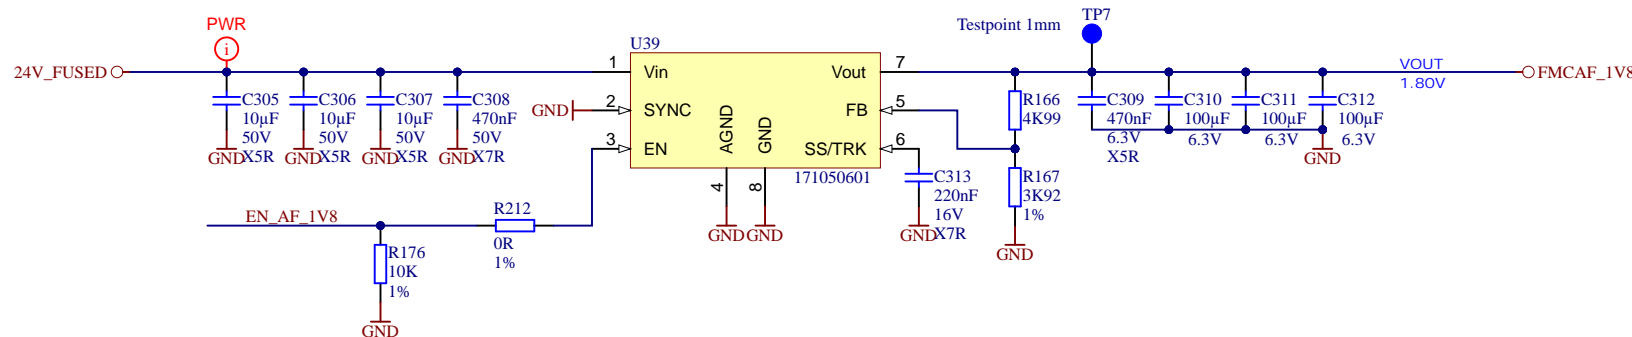 PWR
i
24V_FUSED
C305
10µF
50V
X5R
GND
C306
10µF
50V
X5R
GND
C307
10µF
50V
X5R
GND
C308
470nF
50V
X7R
GND
EN_AF_1V8
R176
10K
1%
GND
R212
0R
1%
U39
1
Vin
GND
2
SYNC
3
EN
AGND
GND
4
8
GND
GND
Vout
7
FB
5
SS/TRK
6
171050601
C313
220nF
16V
X7R
GND
R166
4K99
R167
3K92
1%
GND
Testpoint 1mm
TP7
C309
470nF
6.3V
X5R
C310
100µF
6.3V
C311
100µF
6.3V
C312
100µF
6.3V
GND
VOUT
1.80V
FMCAF_1V8